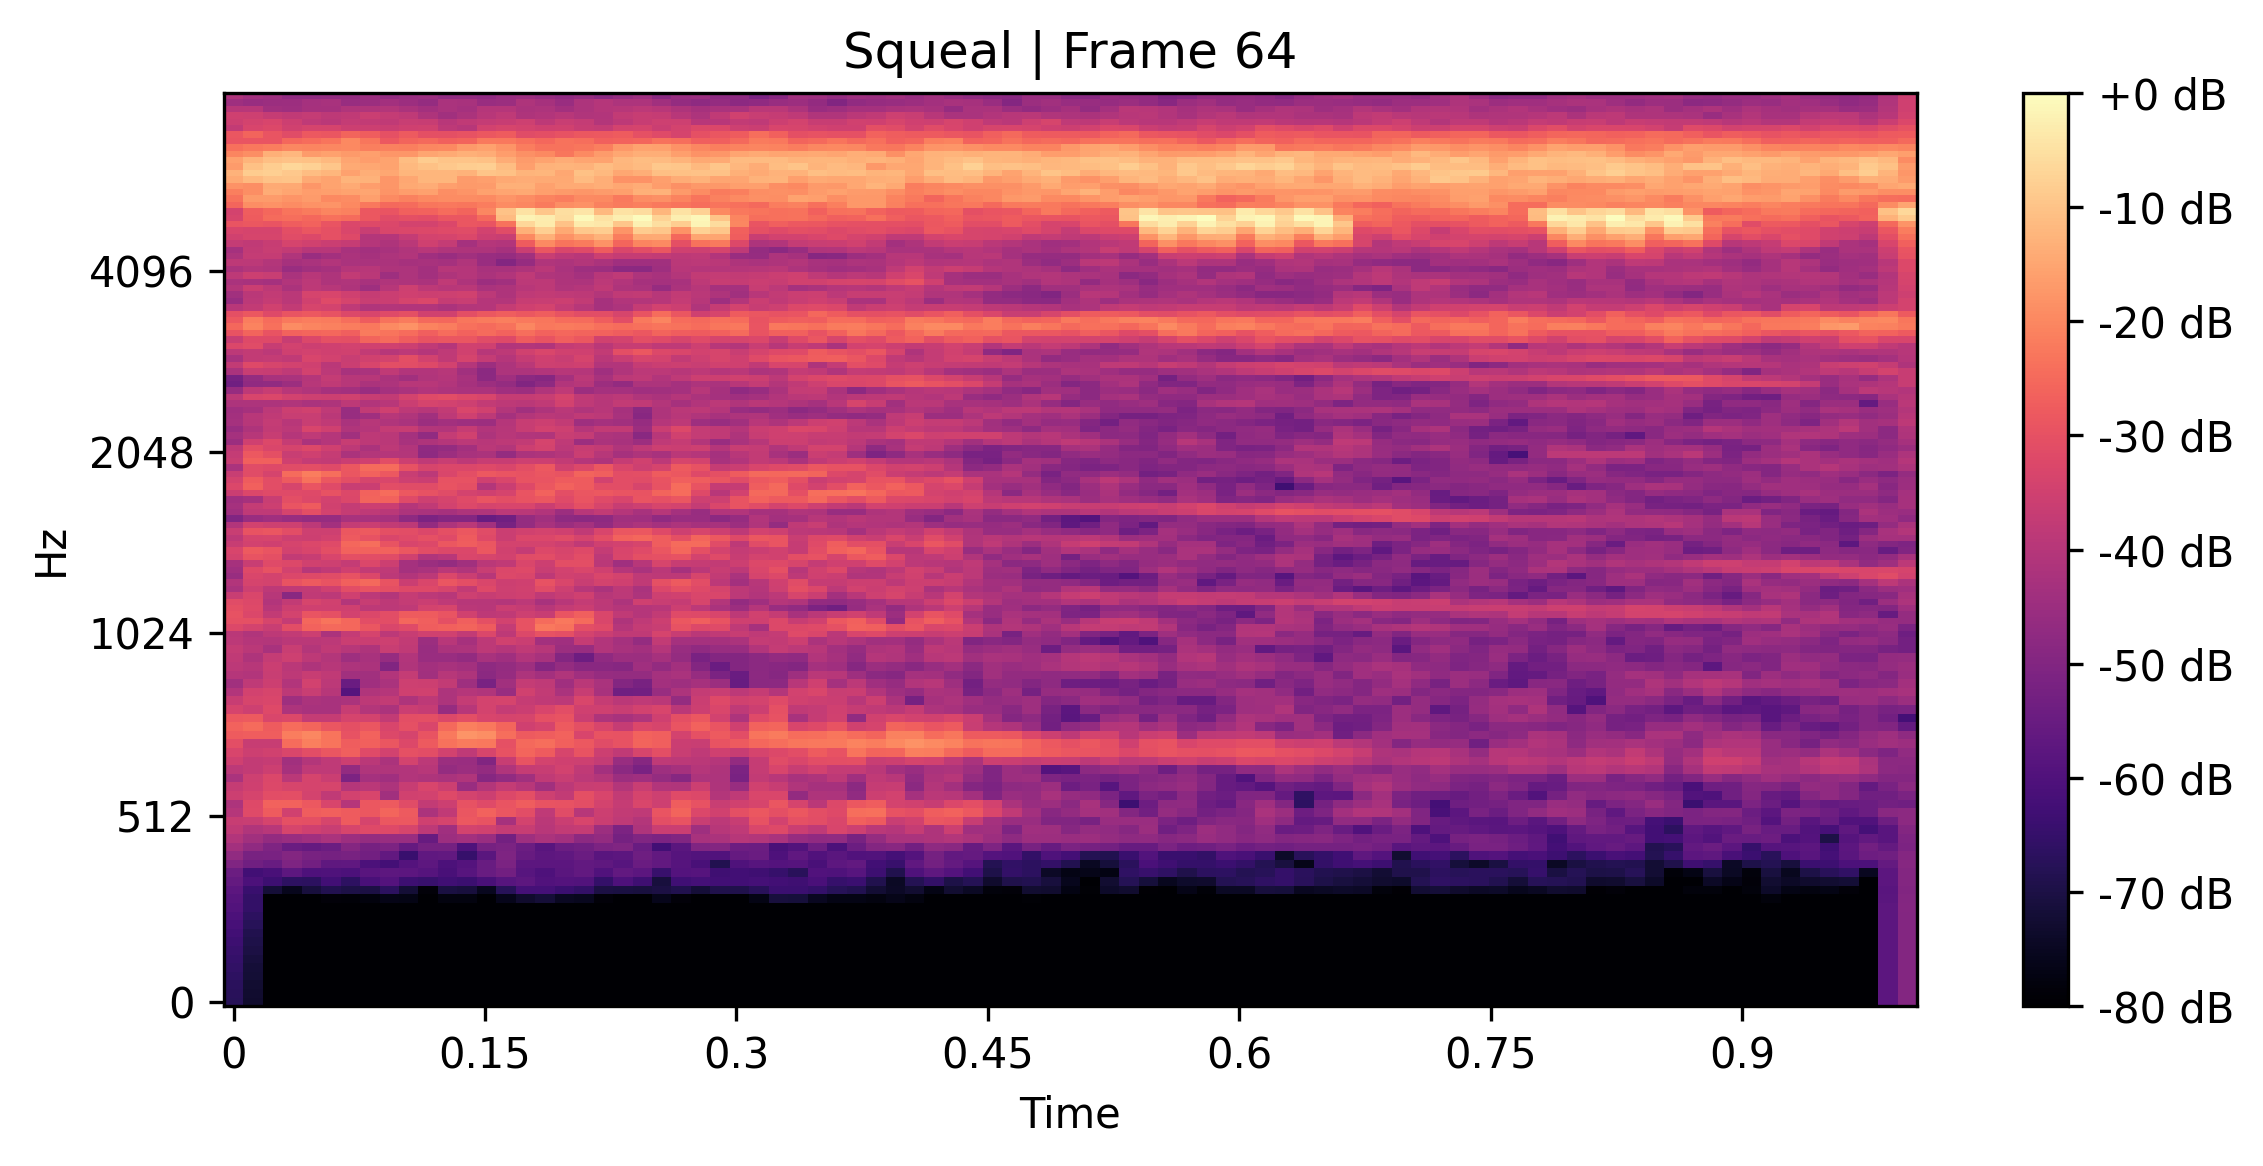 Squeal | Frame 64
Hz
4096
2048
1024
512
0
0 0.15 0.3 0.45 0.6 0.75 0.9
Time
+0 dB
-10 dB
-20 dB
-30 dB
-40 dB
-50 dB
-60 dB
-70 dB
-80 dB